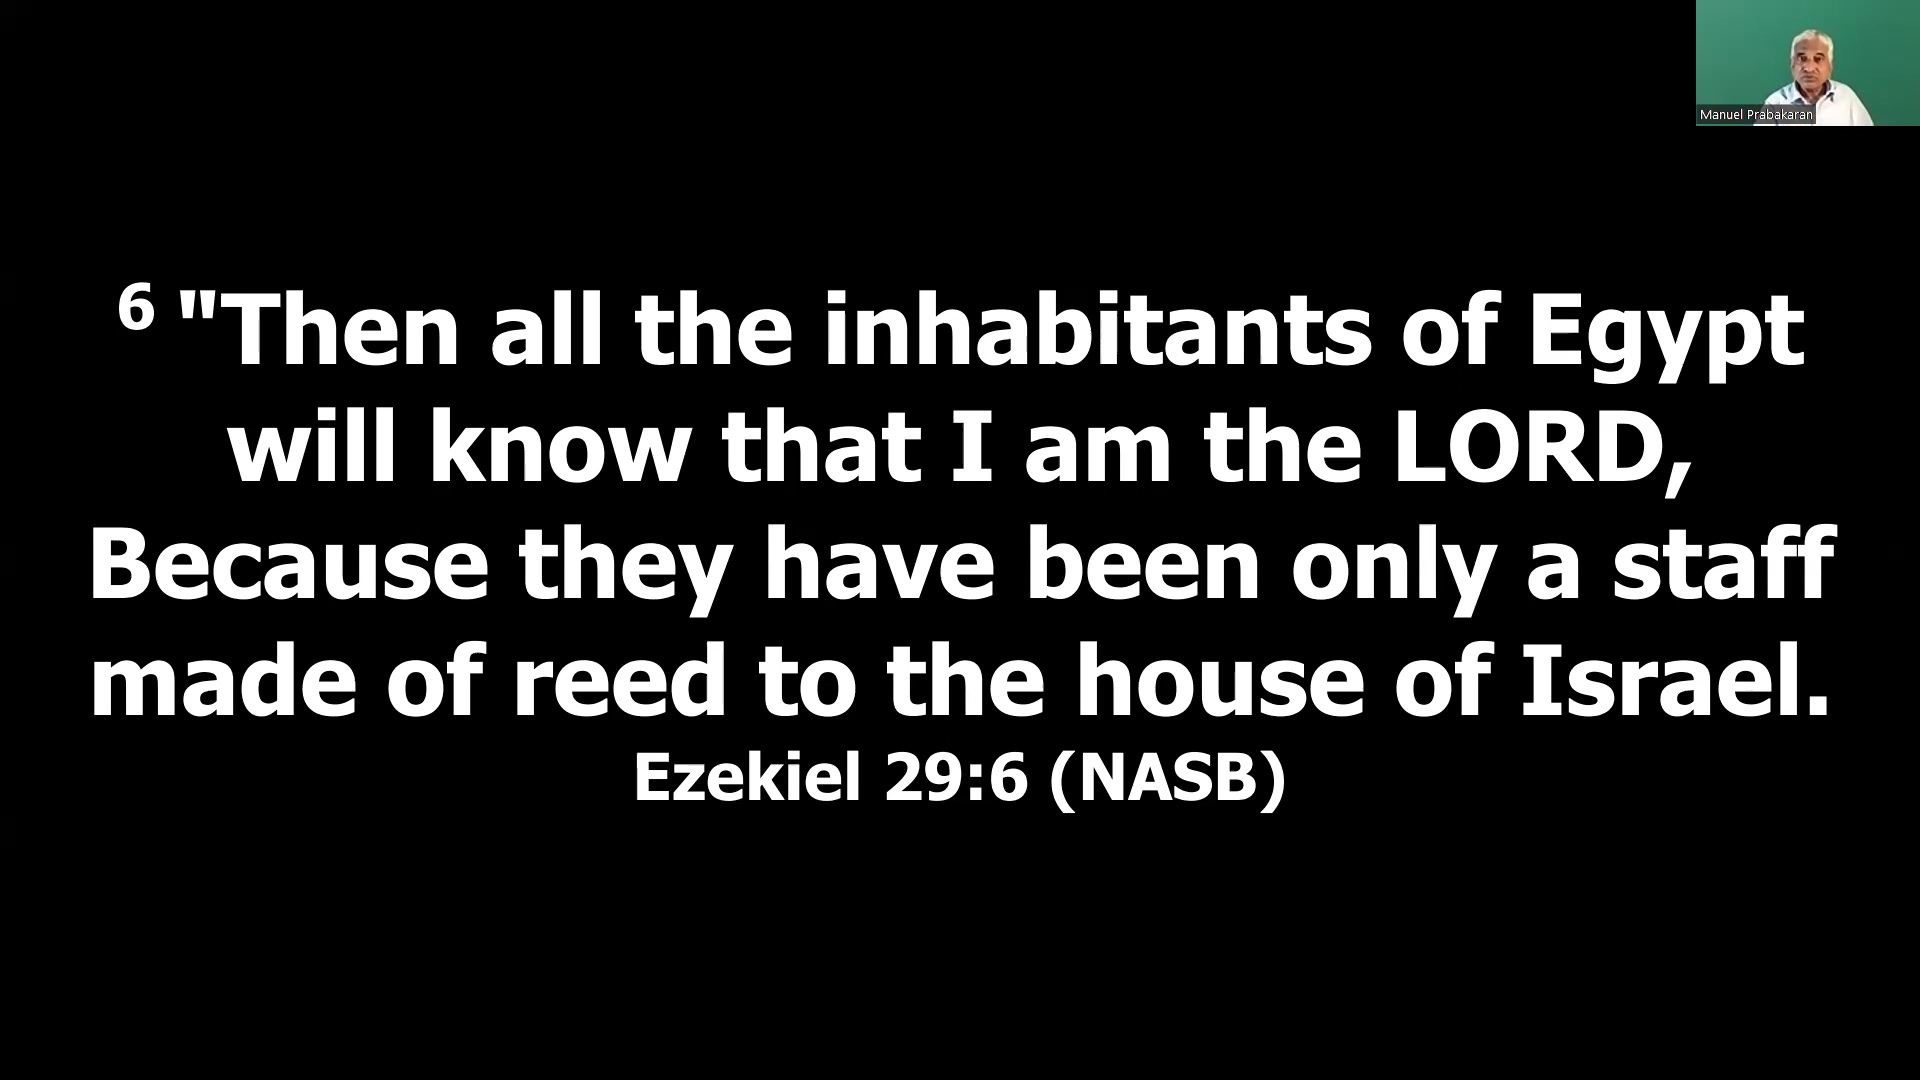 Manuel Prabakaran
6 "Then all the inhabitants of Egypt
will know that I am the LORD,
Because they have been only a staff
made of reed to the house of Israel.
Ezekiel 29:6 (NASB)